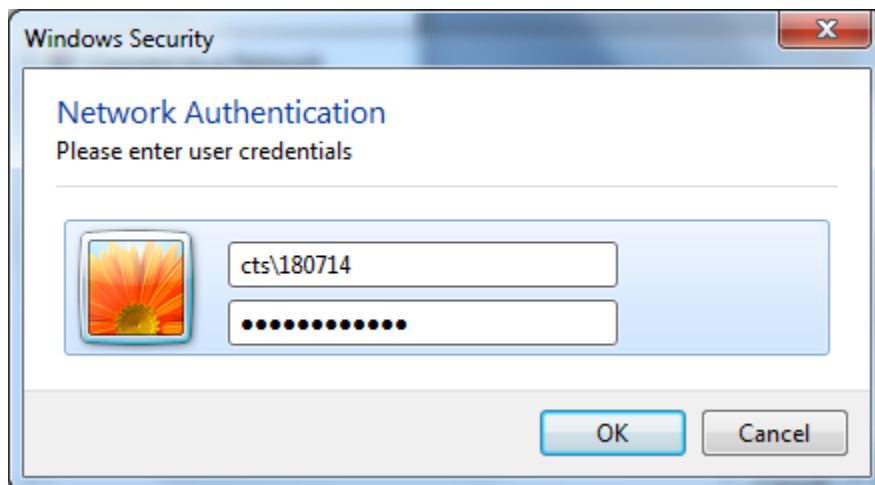 Windows Security
Network Authentication
Please enter user credentials
cts\180714
●●●●●●●●●●●●
OK
Cancel